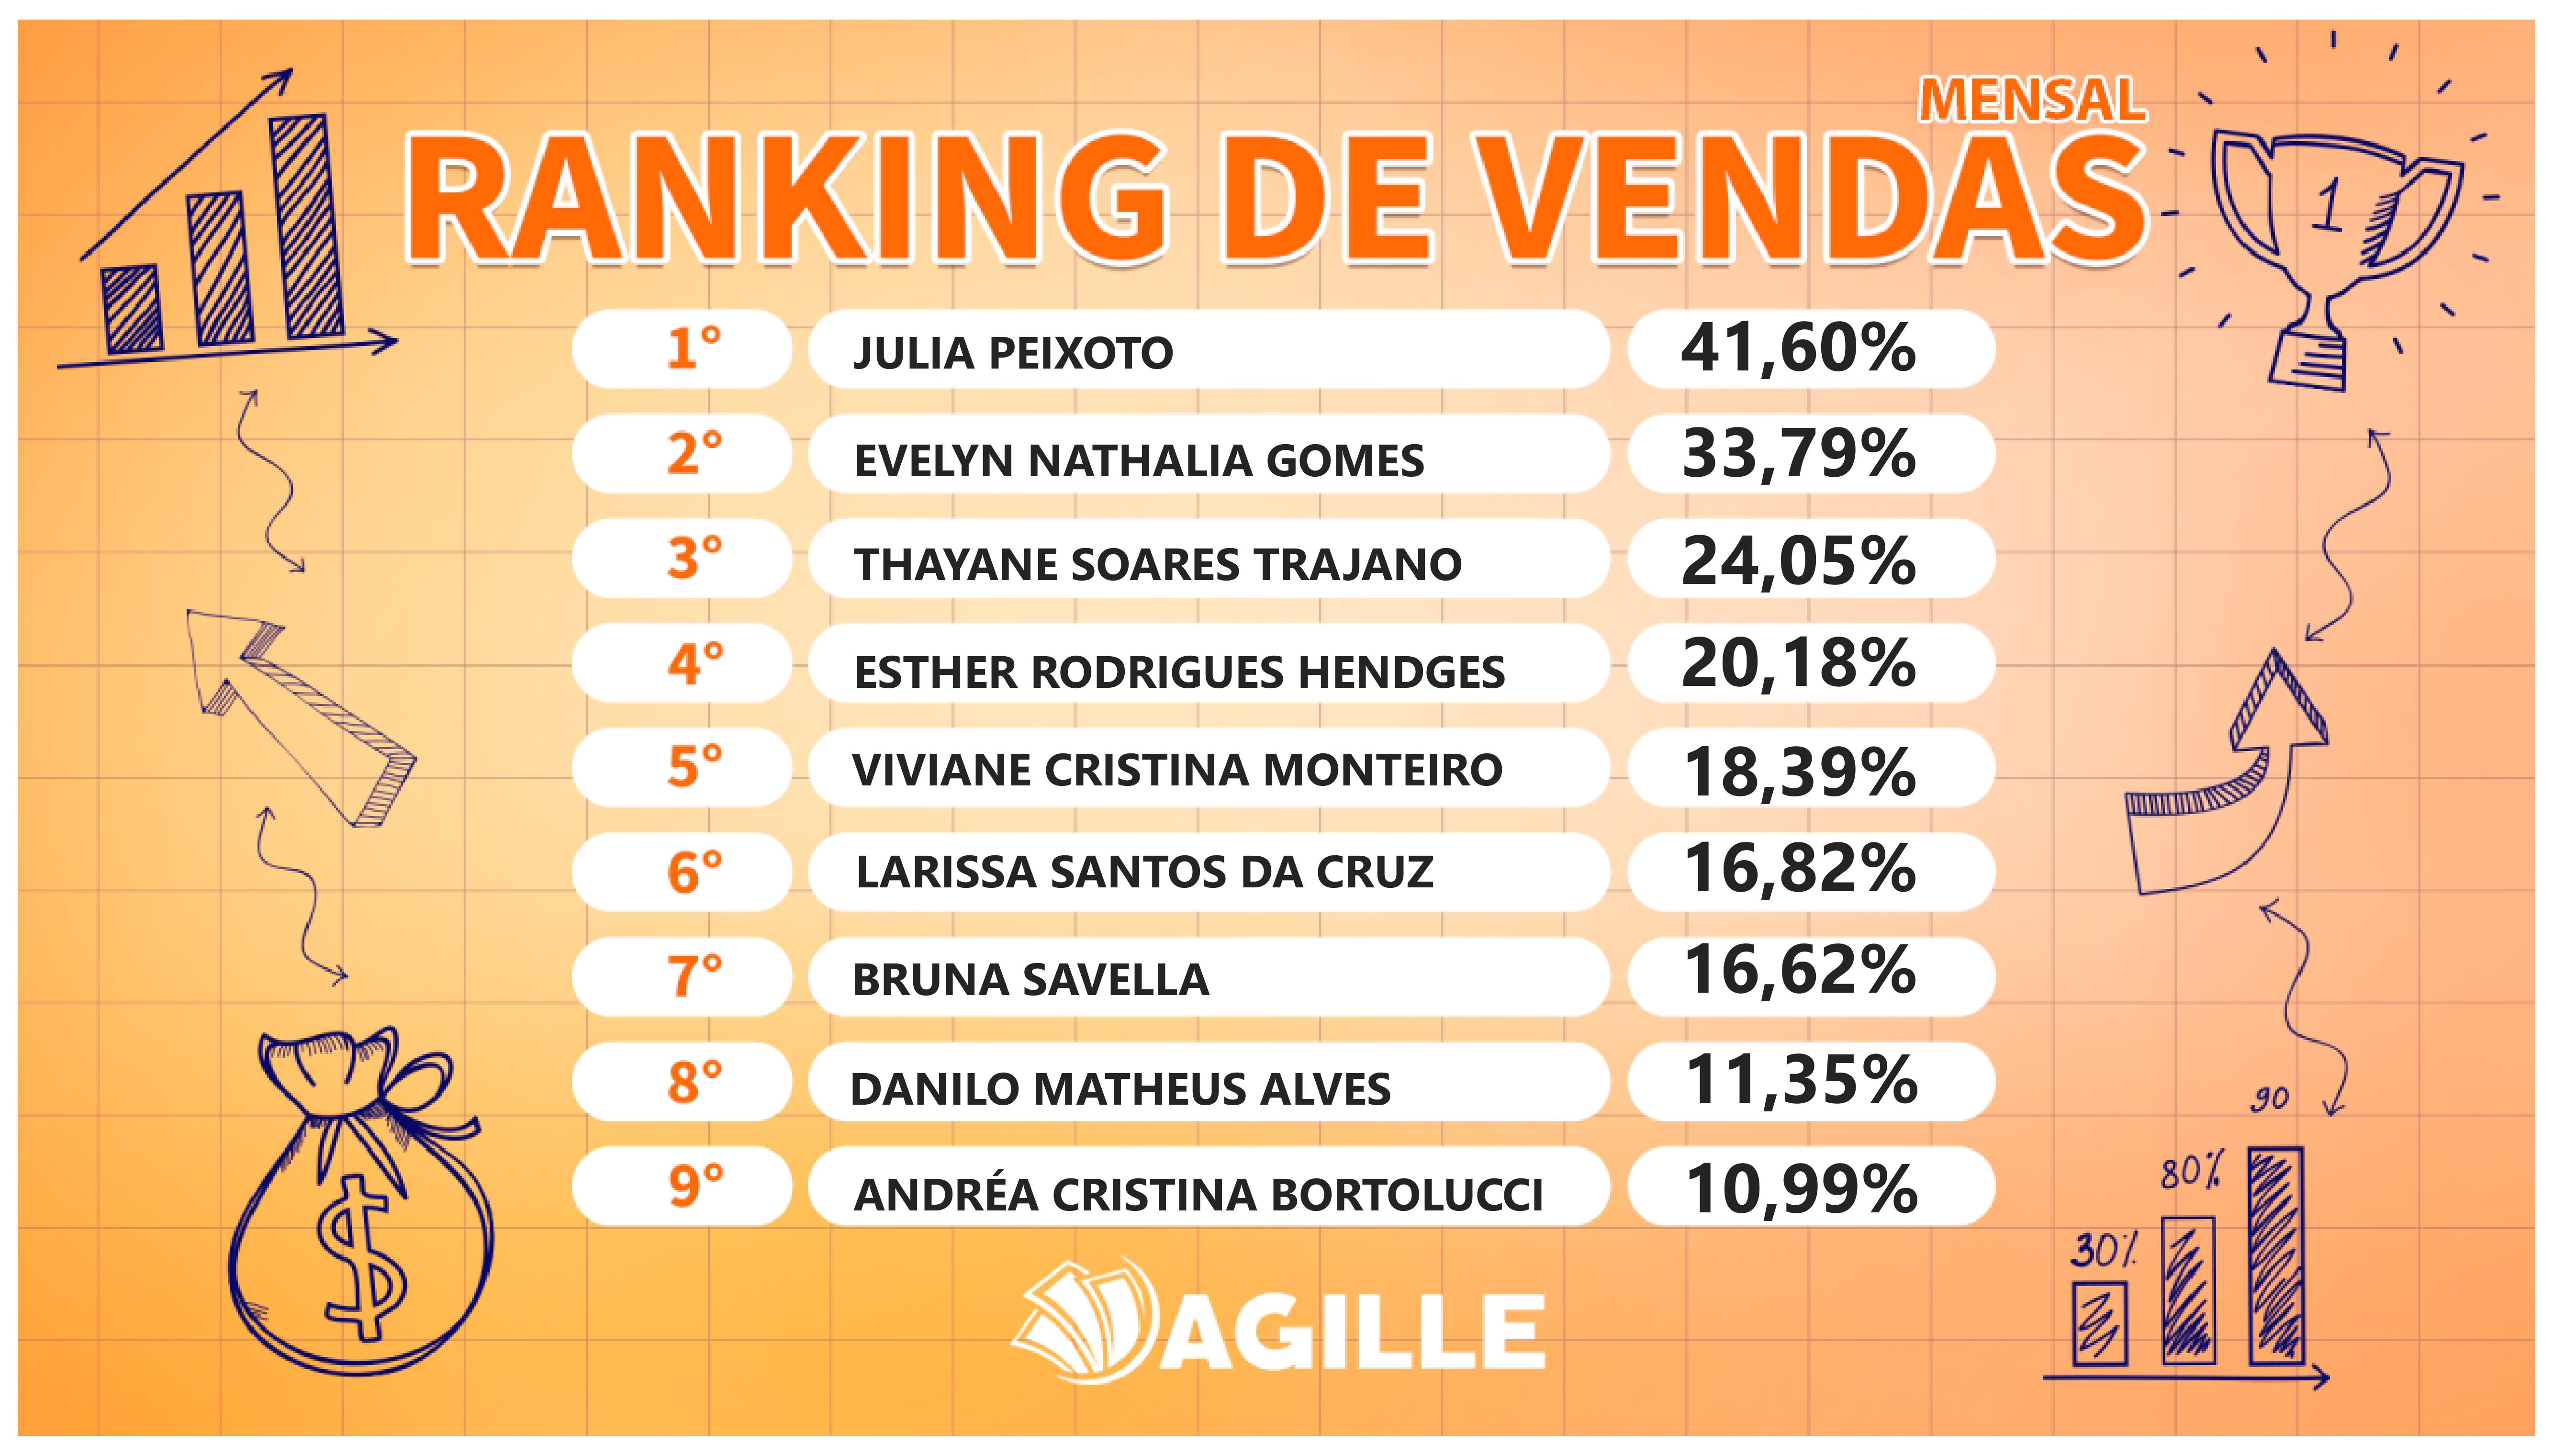 MENSAL
RANKING DE VENDAS
1
1° JULIA PEIXOTO 41,60%
2° EVELYN NATHALIA GOMES 33,79%
3° THAYANE SOARES TRAJANO 24,05%
4° ESTHER RODRIGUES HENDGES 20,18%
5° VIVIANE CRISTINA MONTEIRO 18,39%
6° LARISSA SANTOS DA CRUZ 16,82%
7° BRUNA SAVELLA 16,62%
8° DANILO MATHEUS ALVES 11,35%
9° ANDRÉA CRISTINA BORTOLUCCI 10,99%
$
90
80%
30%
AGILLE